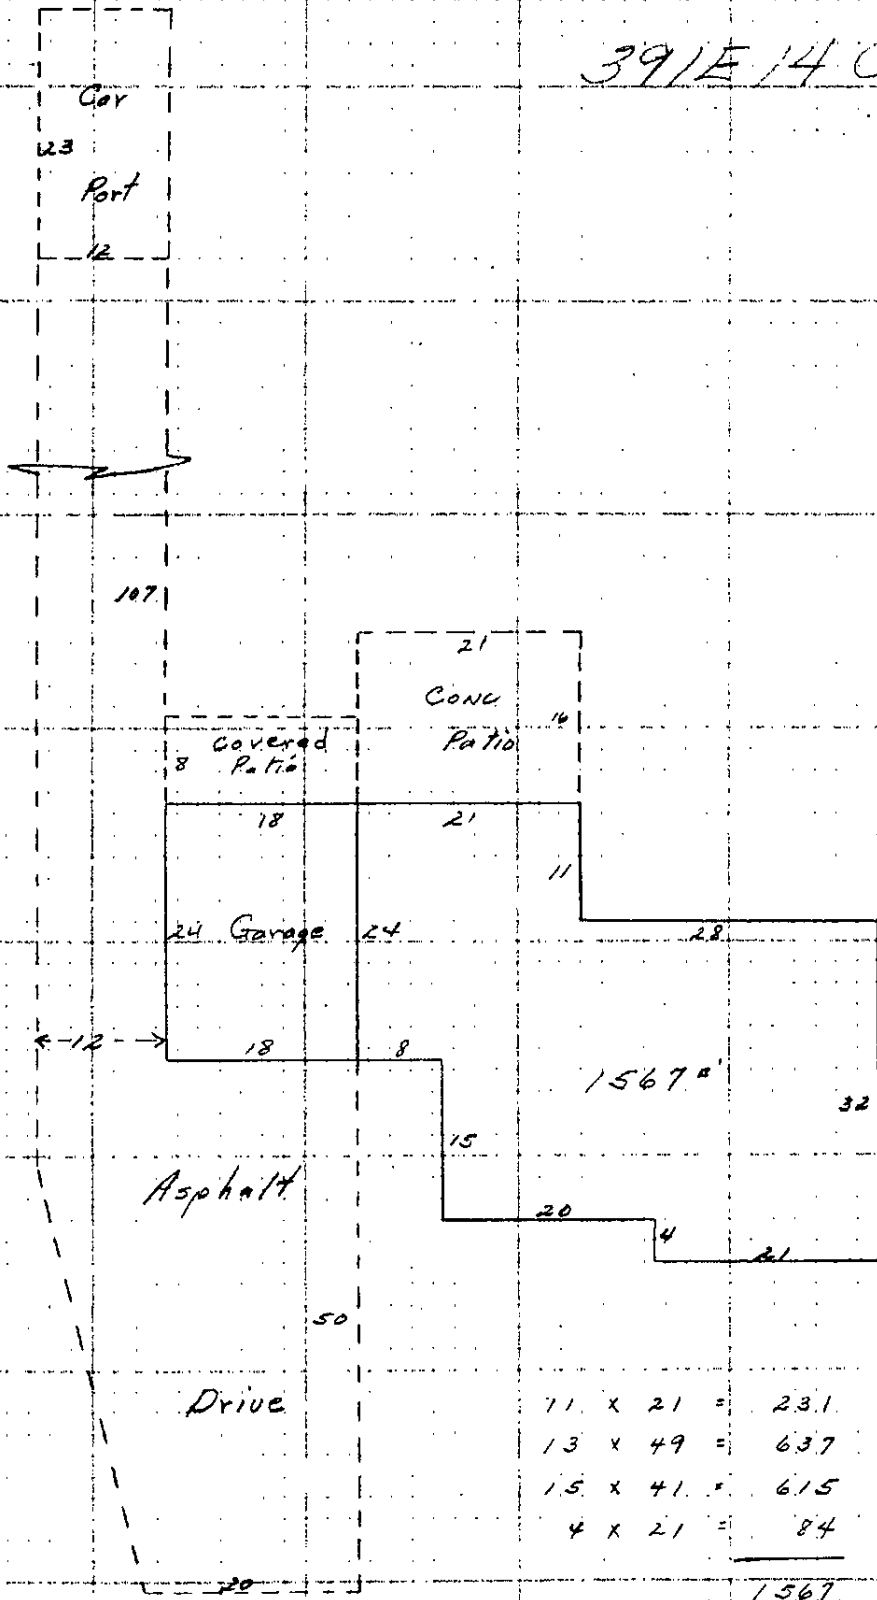 391E 14 C
Car
23
Port
12
107
21
Conc
16
Patio
covered
8 Patio
18 21
11
24 Garage 24
28
12
18 8
1567 □'
32
15
Asphalt
20
4
21
50
Drive
11 x 21 = 231
13 x 49 = 637
15 x 41 = 615
4 x 21 = 84
20
1567